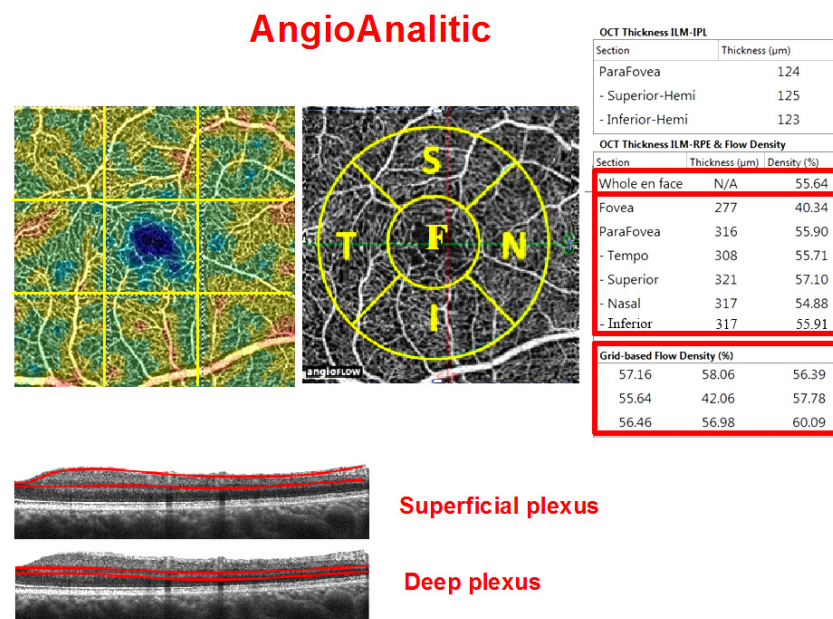 AngioAnalitic
OCT Thickness ILM-IPL
Section Thickness (µm)
ParaFovea 124
- Superior-Hemi 125
- Inferior-Hemi 123
OCT Thickness ILM-RPE & Flow Density
Section Thickness (µm) Density (%)
Whole en face N/A 55.64
Fovea 277 40.34
ParaFovea 316 55.90
- Tempo 308 55.71
- Superior 321 57.10
- Nasal 317 54.88
- Inferior 317 55.91
Grid-based Flow Density (%)
57.16 58.06 56.39
55.64 42.06 57.78
56.46 56.98 60.09
S
T F N
I
angioFLOW
Superficial plexus
Deep plexus